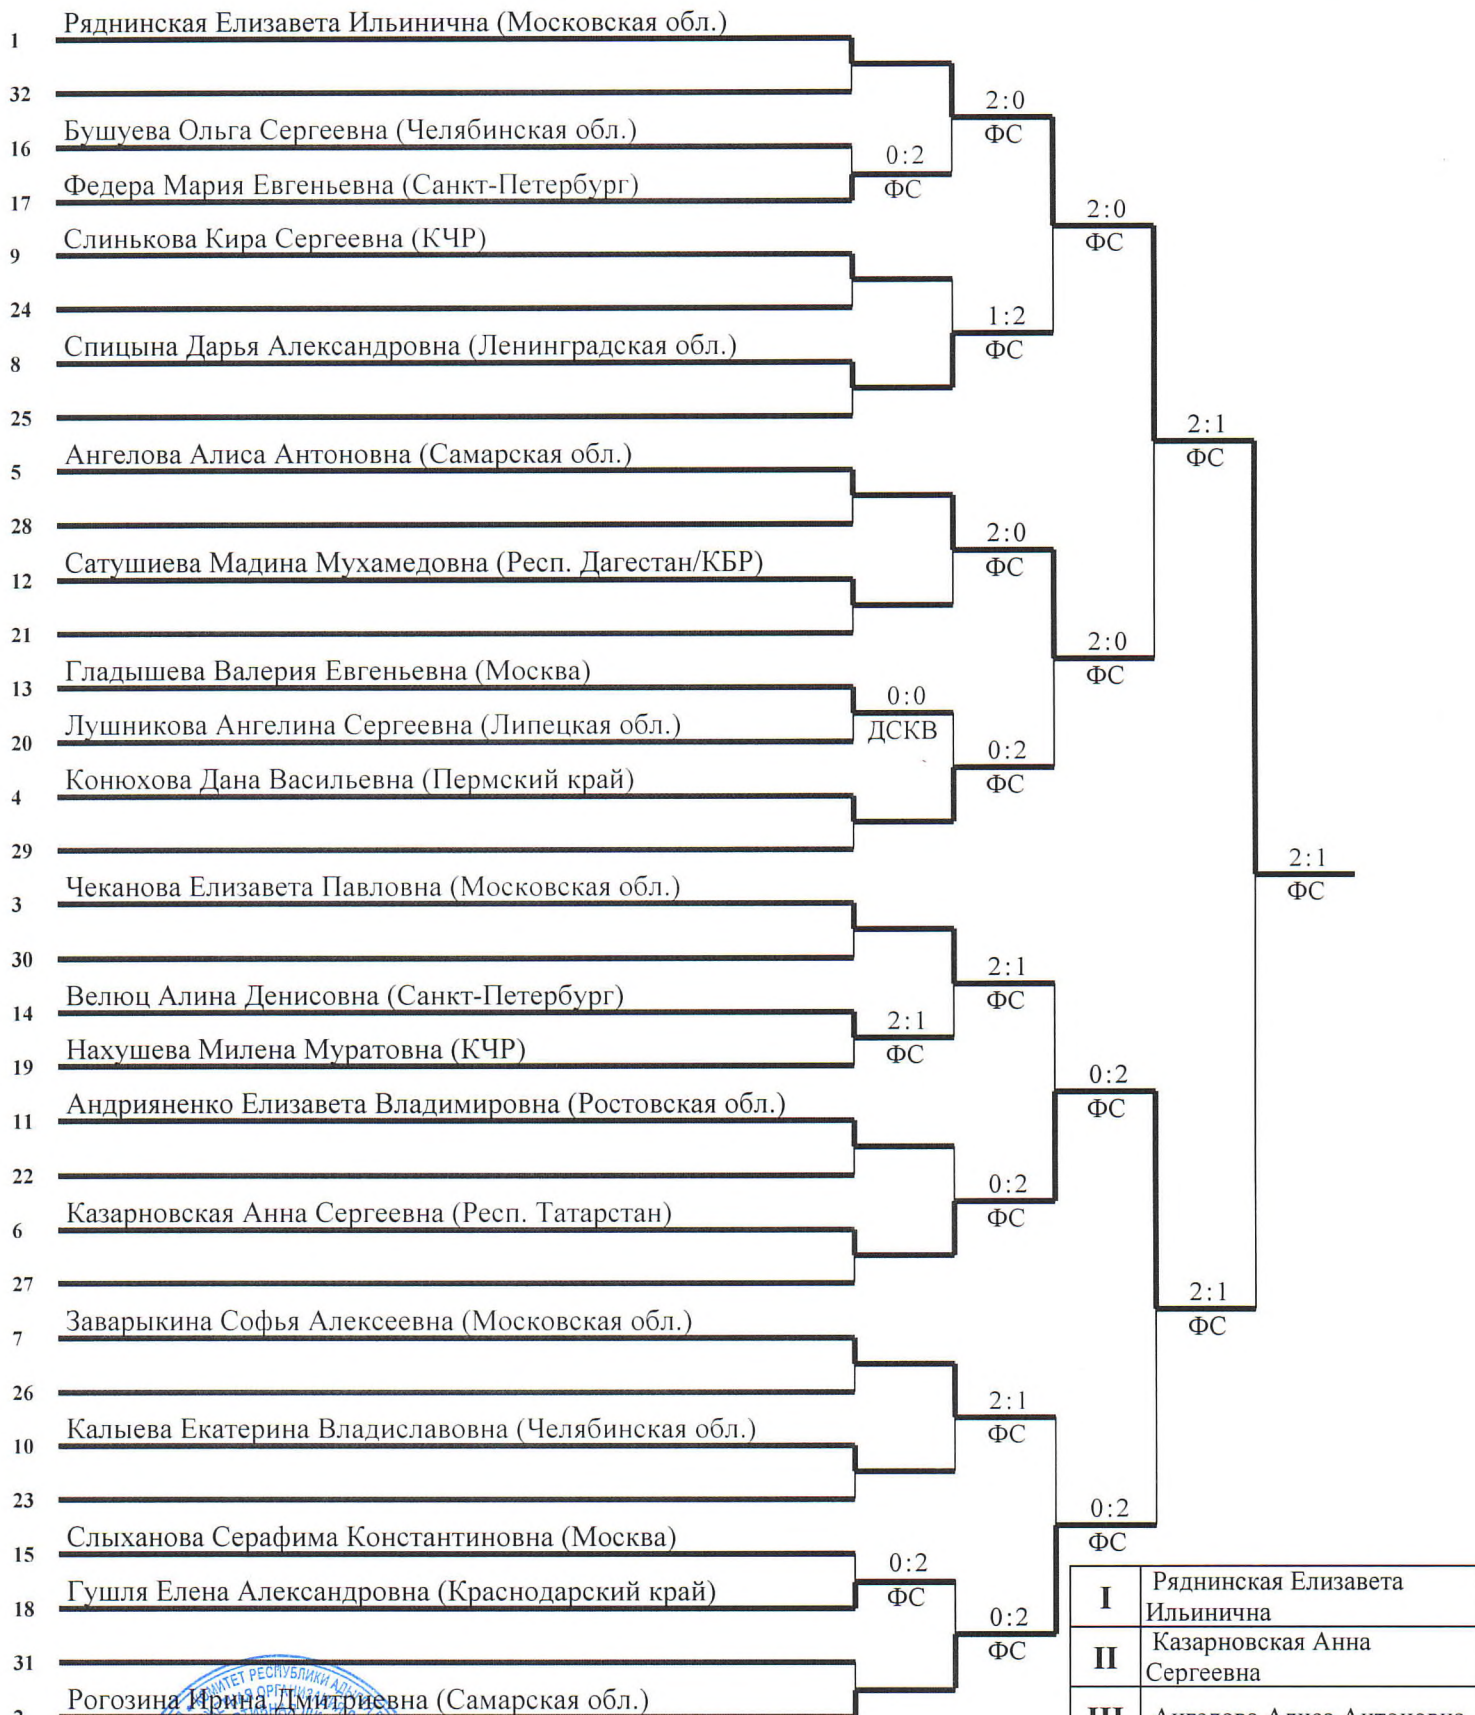 Ряднинская Елизавета Ильинична (Московская обл.)
1
32
2:0
ФС
Бушуева Ольга Сергеевна (Челябинская обл.)
16
0:2
ФС
Федера Мария Евгеньевна (Санкт-Петербург)
17
2:0
ФС
Слинькова Кира Сергеевна (КЧР)
9
24
1:2
ФС
Спицына Дарья Александровна (Ленинградская обл.)
8
25
2:1
ФС
Ангелова Алиса Антоновна (Самарская обл.)
5
28
2:0
ФС
Сатушиева Мадина Мухамедовна (Респ. Дагестан/КБР)
12
21
2:0
ФС
Гладышева Валерия Евгеньевна (Москва)
13
0:0
ДСКВ
Лушникова Ангелина Сергеевна (Липецкая обл.)
20
0:2
ФС
Конюхова Дана Васильевна (Пермский край)
4
29
2:1
ФС
Чеканова Елизавета Павловна (Московская обл.)
3
30
2:1
ФС
Велюц Алина Денисовна (Санкт-Петербург)
14
2:1
ФС
Нахушева Милена Муратовна (КЧР)
19
0:2
ФС
Андрияненко Елизавета Владимировна (Ростовская обл.)
11
22
0:2
ФС
Казарновская Анна Сергеевна (Респ. Татарстан)
6
27
2:1
ФС
Заварыкина Софья Алексеевна (Московская обл.)
7
26
2:1
ФС
Калыева Екатерина Владиславовна (Челябинская обл.)
10
23
0:2
ФС
Слыханова Серафима Константиновна (Москва)
15
0:2
ФС
Гушля Елена Александровна (Краснодарский край)
18
0:2
ФС
31
Рогозина Ирина Дмитриевна (Самарская обл.)
I Ряднинская Елизавета
Ильинична
II Казарновская Анна
Сергеевна
III Ангелова Алиса Антоновна
КОМИТЕТ РЕСПУБЛИКИ